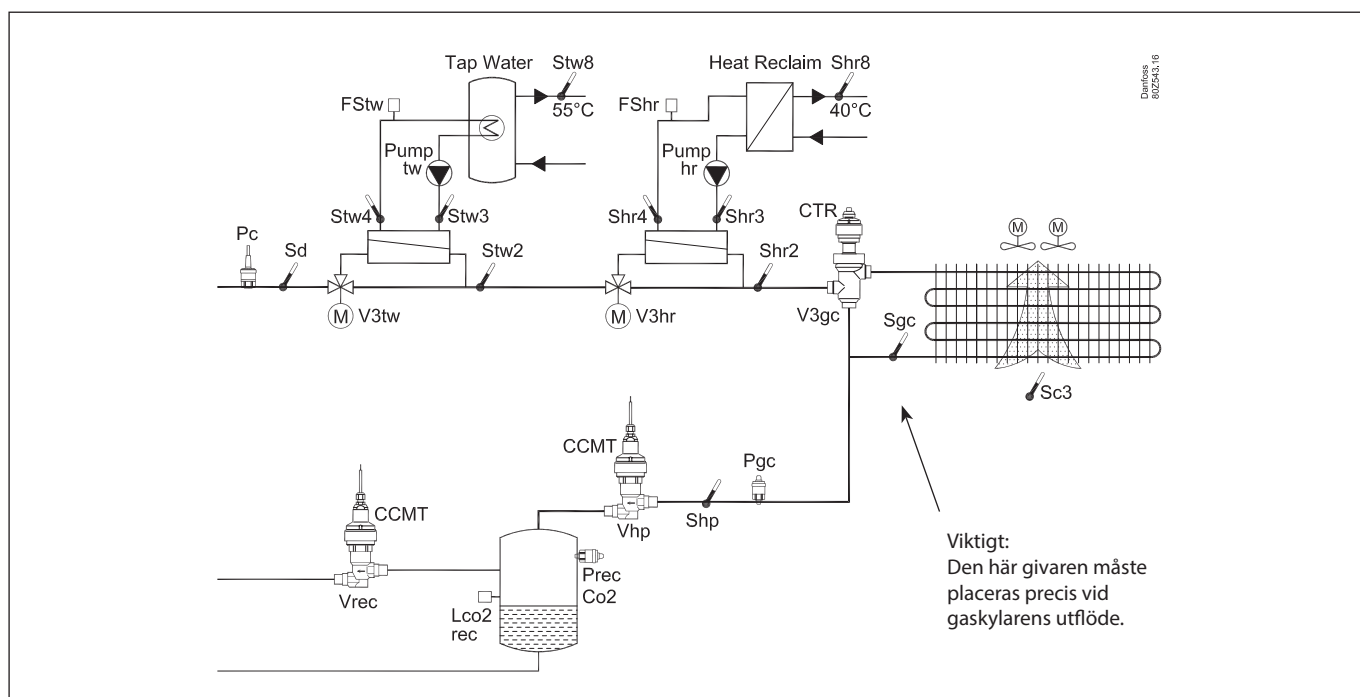 Tap Water
Stw8
Heat Reclaim
Shr8
Danfoss
80Z543.16
FStw
55°C
FShr
40°C
Pump
tw
Pump
hr
Stw4
Stw3
Shr4
Shr3
CTR
M
M
Pc
Sd
Stw2
Shr2
M
V3tw
M
V3hr
V3gc
Sgc
Sc3
CCMT
Pgc
CCMT
Vhp
Shp
Vrec
Prec
Co2
Lco2
rec
Viktigt:
Den här givaren måste
placeras precis vid
gaskylarens utflöde.